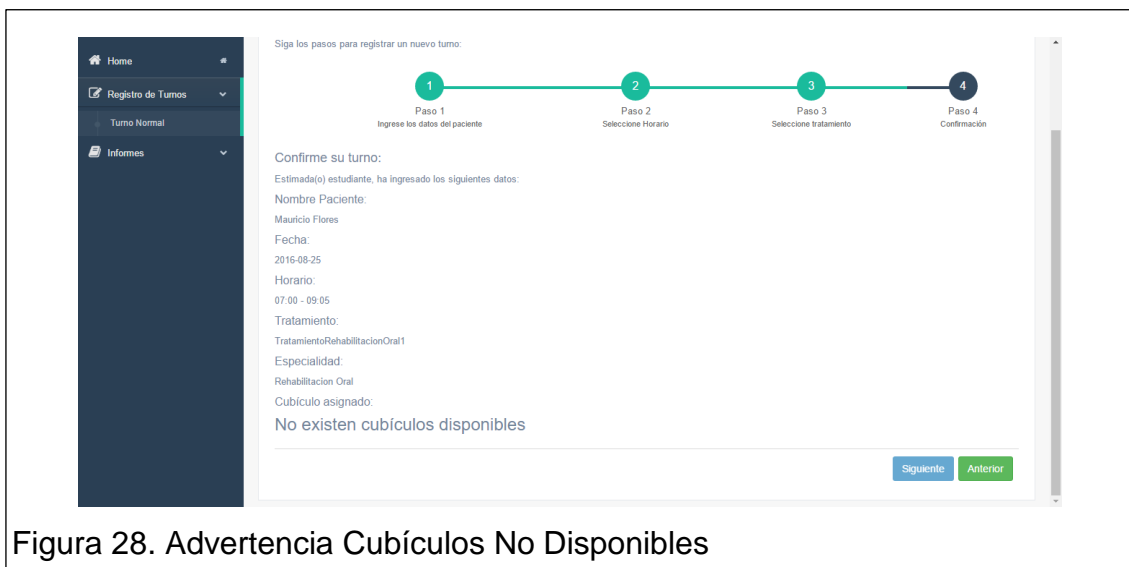 Siga los pasos para registrar un nuevo turno:
Home
Registro de Turnos
Turno Normal
Informes
1
2
3
4
Paso 1
Paso 2
Paso 3
Paso 4
Ingrese los datos del paciente
Seleccione Horario
Seleccione tratamiento
Confirmación
Confirme su turno:
Estimada(o) estudiante, ha ingresado los siguientes datos:
Nombre Paciente:
Mauricio Flores
Fecha:
2016-08-25
Horario:
07:00 - 09:05
Tratamiento:
TratamientoRehabilitacionOral1
Especialidad:
Rehabilitacion Oral
Cubículo asignado:
No existen cubículos disponibles
Siguiente
Anterior
Figura 28. Advertencia Cubículos No Disponibles